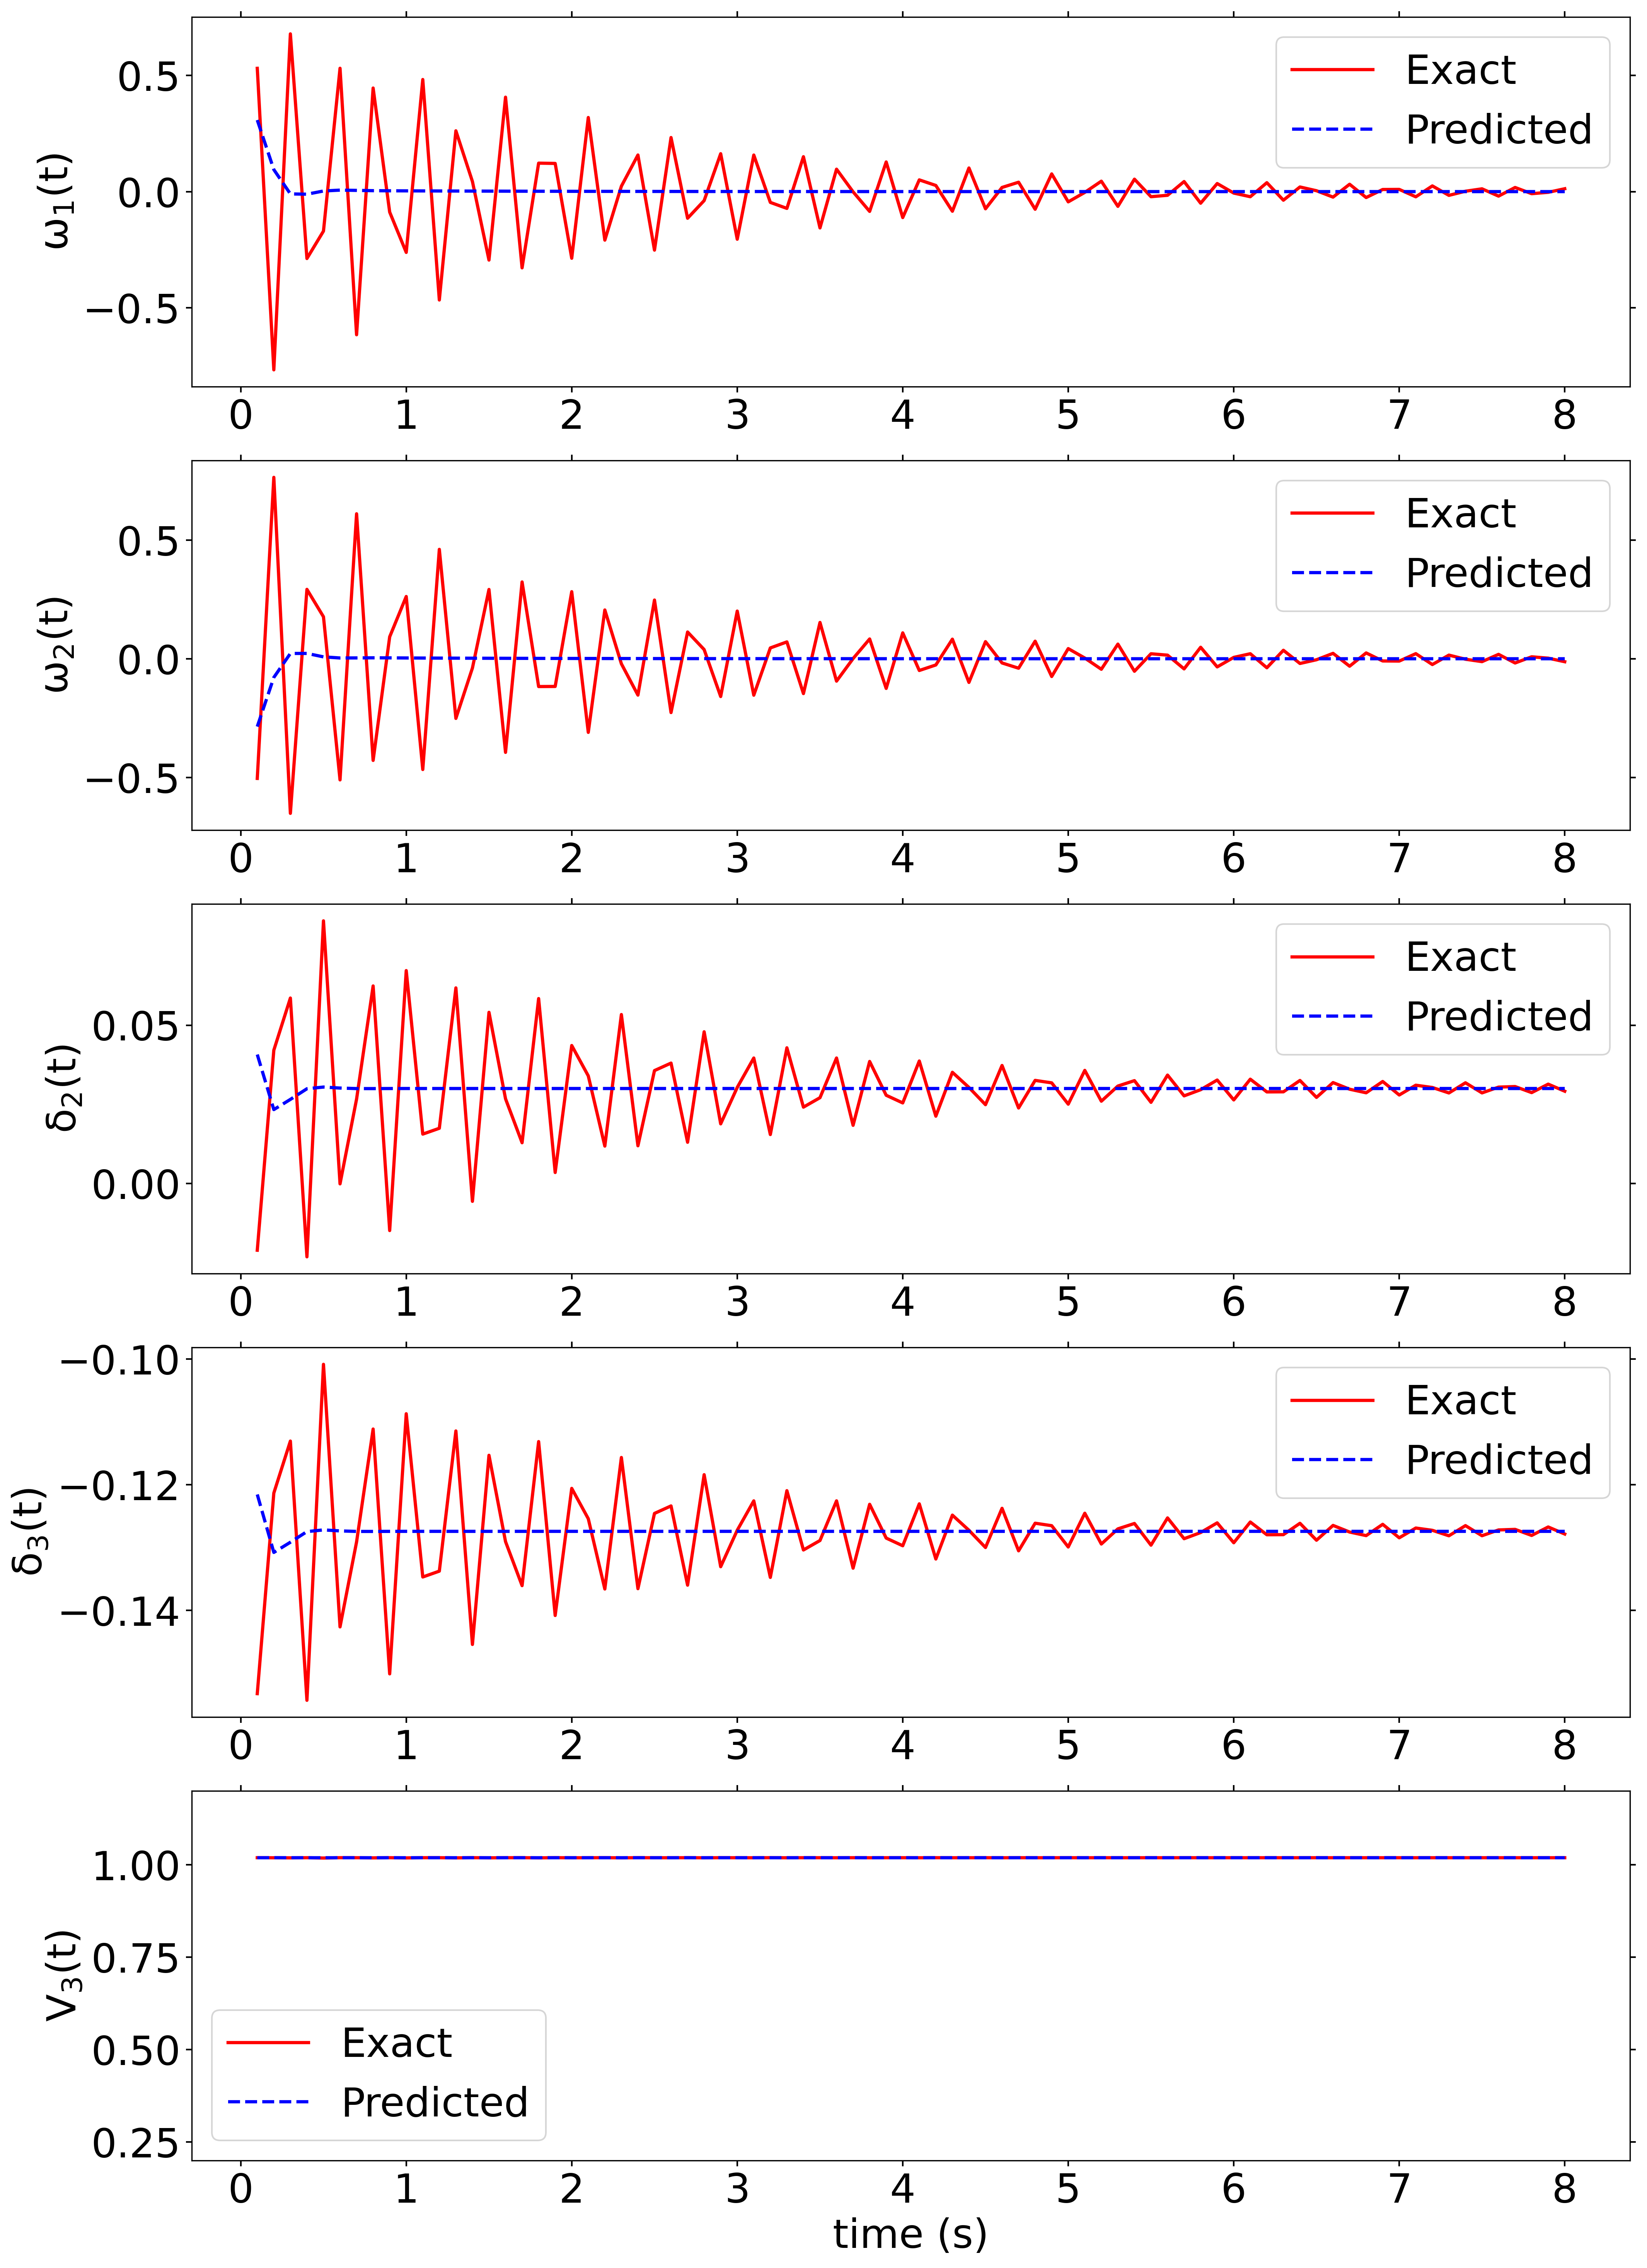 ω₁(t)
0.5
0.0
−0.5
Exact
Predicted
0 1 2 3 4 5 6 7 8
ω₂(t)
0.5
0.0
−0.5
Exact
Predicted
0 1 2 3 4 5 6 7 8
δ₂(t)
0.05
0.00
Exact
Predicted
0 1 2 3 4 5 6 7 8
δ₃(t)
−0.10
−0.12
−0.14
Exact
Predicted
0 1 2 3 4 5 6 7 8
V₃(t)
1.00
0.75
0.50
0.25
Exact
Predicted
0 1 2 3 4 5 6 7 8
time (s)